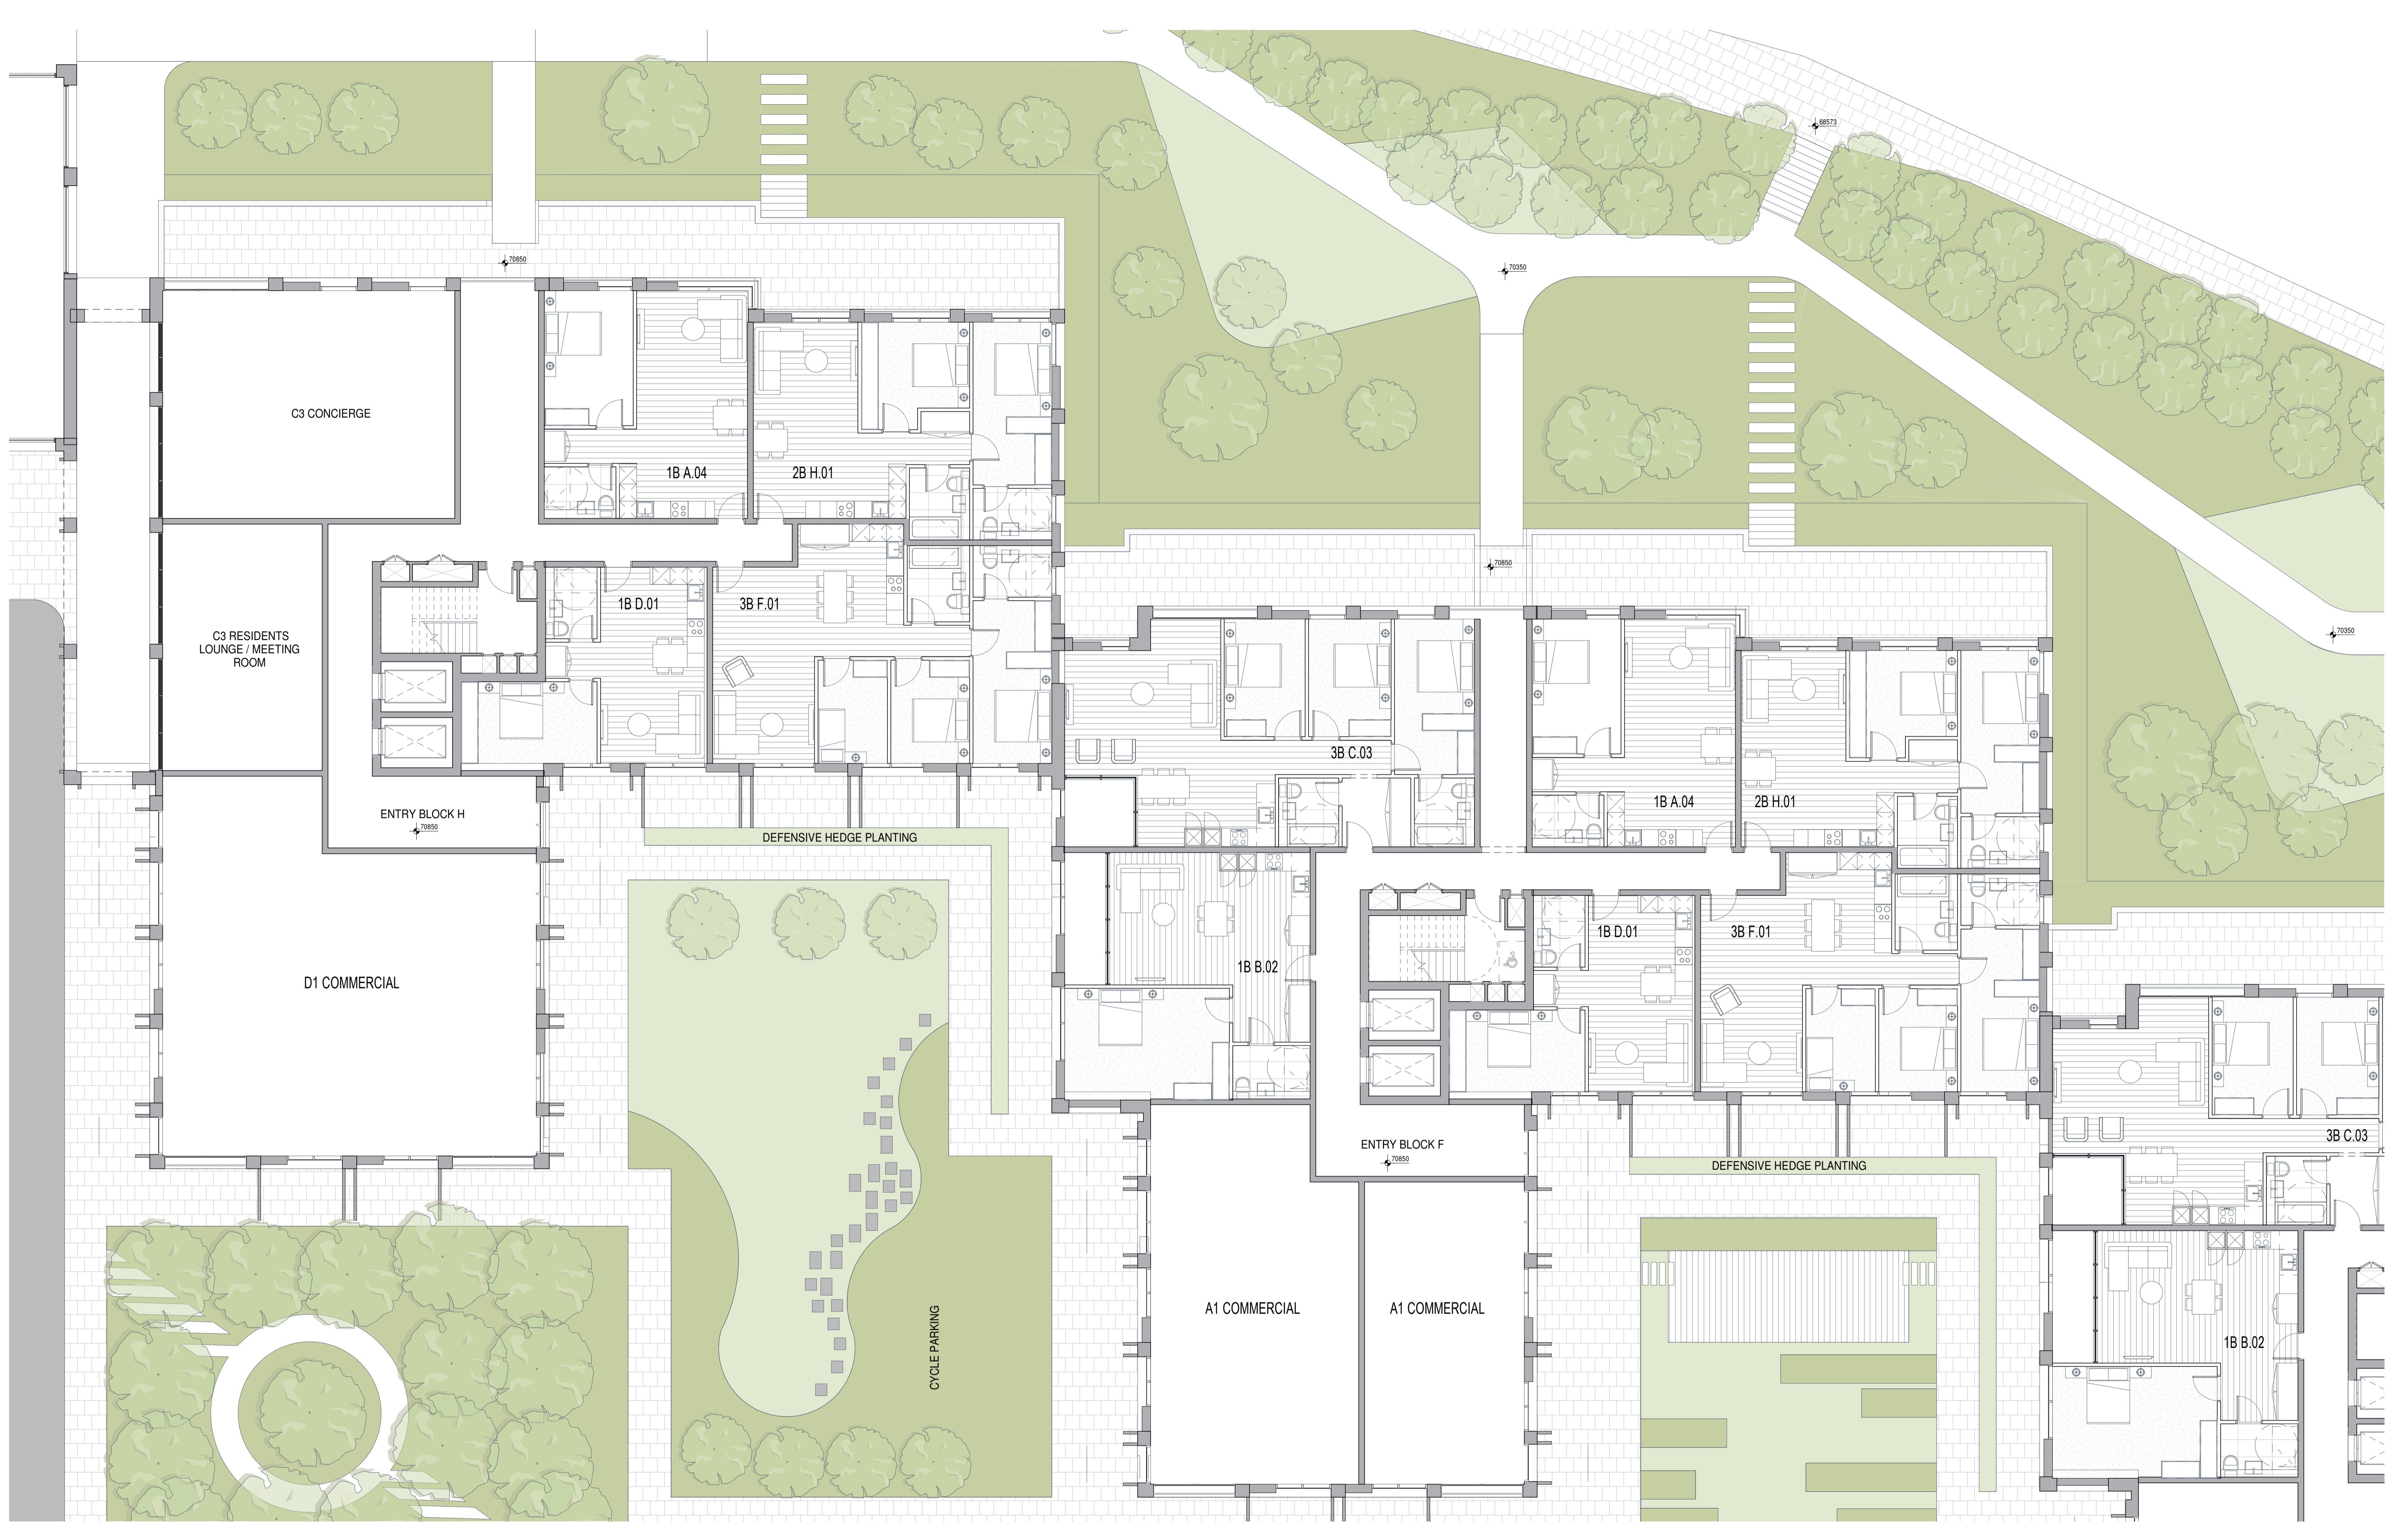 68573
70850
70350
C3 CONCIERGE
1B A.04
2B H.01
70850
1B D.01
3B F.01
C3 RESIDENTS
LOUNGE / MEETING
ROOM
70350
3B C.03
1B A.04
2B H.01
ENTRY BLOCK H
70850
DEFENSIVE HEDGE PLANTING
1B D.01
3B F.01
1B B.02
D1 COMMERCIAL
3B C.03
ENTRY BLOCK F
70850
DEFENSIVE HEDGE PLANTING
A1 COMMERCIAL
A1 COMMERCIAL
CYCLE PARKING
1B B.02